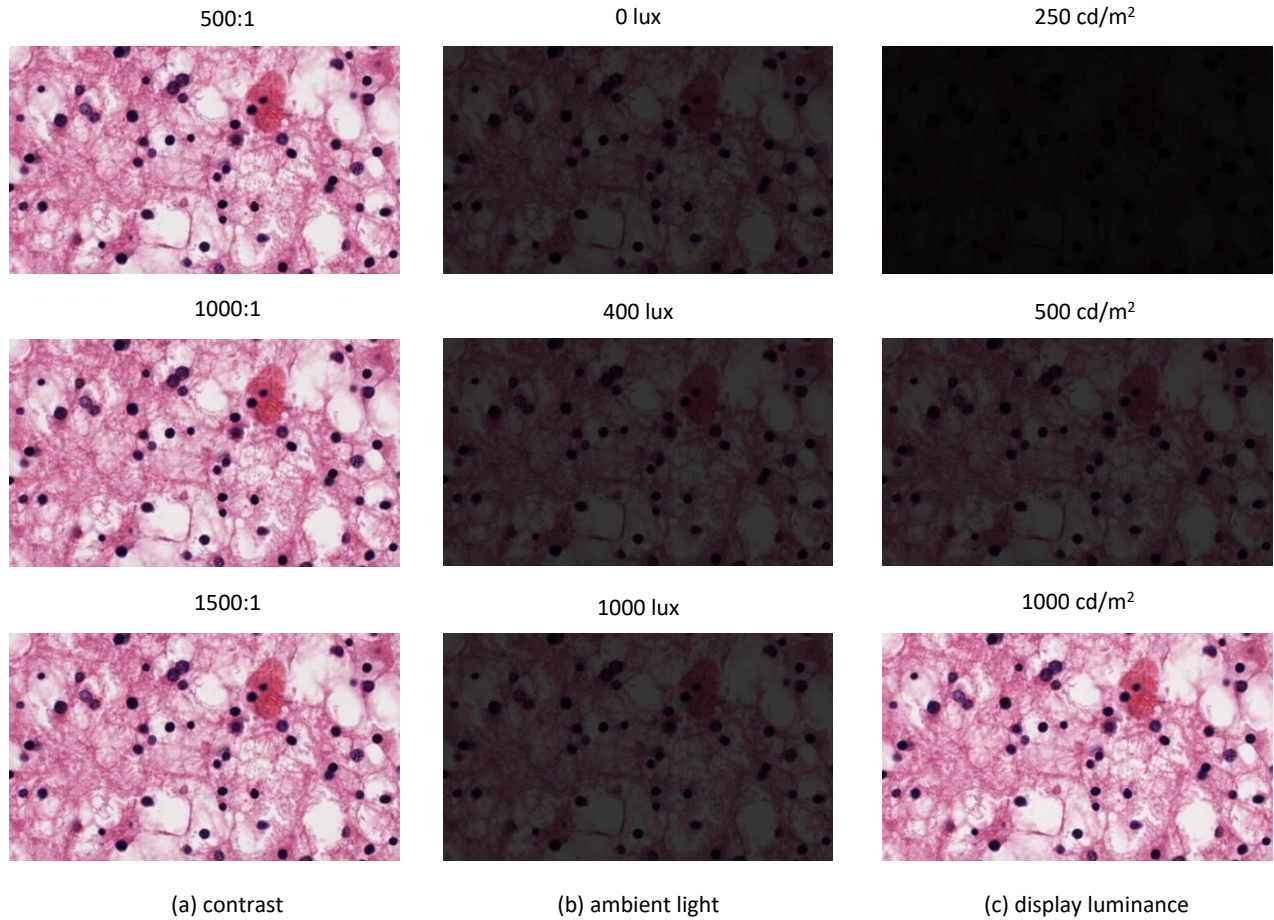 500:1
0 lux
250 cd/m²
1000:1
400 lux
500 cd/m²
1500:1
1000 lux
1000 cd/m²
(a) contrast
(b) ambient light
(c) display luminance